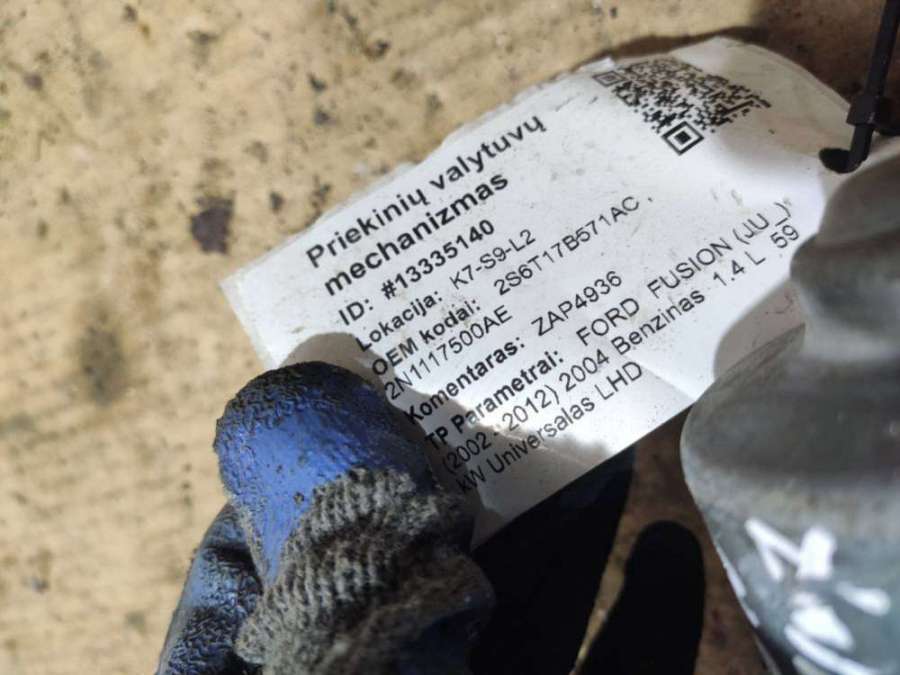 Priekinių valytuvų
mechanizmas
ID: #13335140
Lokacija: K7-S9-L2
OEM kodai: 2S6T17B571AC ,
2N1117500AE
Komentaras: ZAP4936
TP Parametrai: FORD FUSION (JU_)
(2002 - 2012) 2004 Benzinas 1.4 L 59
kW Universalas LHD